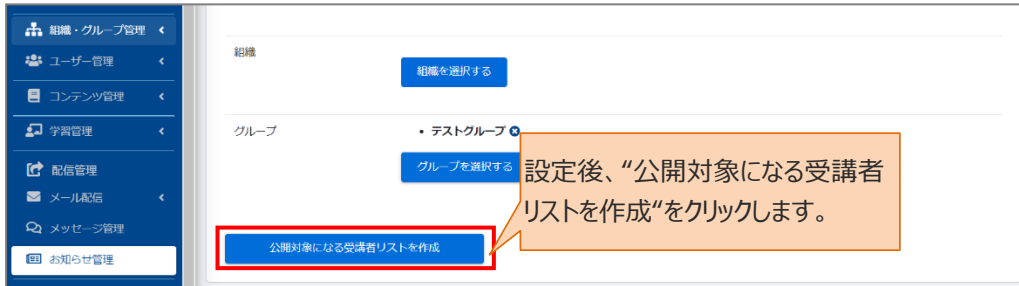 組織・グループ管理
ユーザー管理
コンテンツ管理
学習管理
配信管理
メール配信
メッセージ管理
お知らせ管理
組織
組織を選択する
グループ
• テストグループ
グループを選択する
公開対象になる受講者リストを作成
設定後、“公開対象になる受講者
リストを作成“をクリックします。